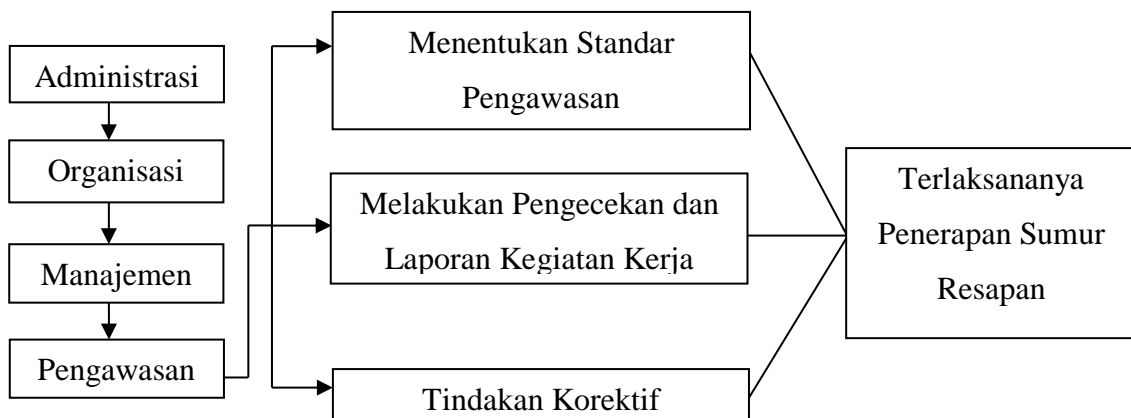 Administrasi
Organisasi
Manajemen
Pengawasan
Menentukan Standar
Pengawasan
Melakukan Pengecekan dan
Laporan Kegiatan Kerja
Tindakan Korektif
Terlaksananya
Penerapan Sumur
Resapan